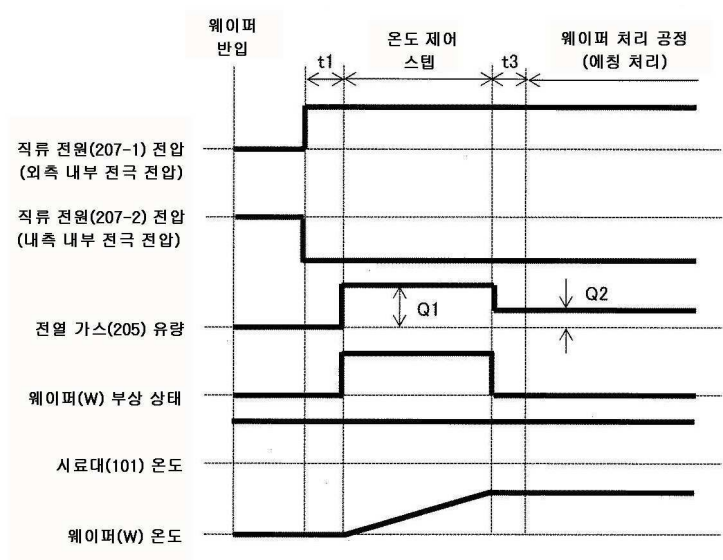 웨이퍼
반입
t1
온도 제어
스텝
t3
웨이퍼 처리 공정
(에칭 처리)
직류 전원(207-1) 전압
(외측 내부 전극 전압)
직류 전원(207-2) 전압
(내측 내부 전극 전압)
Q1
Q2
전열 가스(205) 유량
웨이퍼(W) 부상 상태
시료대(101) 온도
웨이퍼(W) 온도